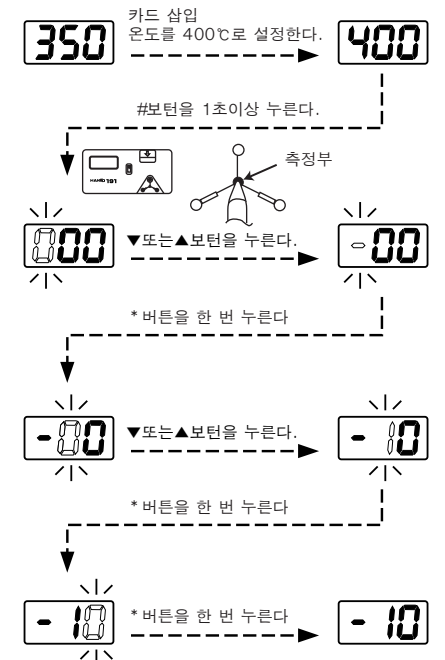 350
카드 삽입
온도를 400℃로 설정한다.
400
#보턴을 1초이상 누른다.
HAKKO 191
측정부
000
▼또는▲보턴을 누른다.
-00
*버튼을 한 번 누른다
-00
▼또는▲보턴을 누른다.
-10
*버튼을 한 번 누른다
-10
*버튼을 한 번 누른다
-10